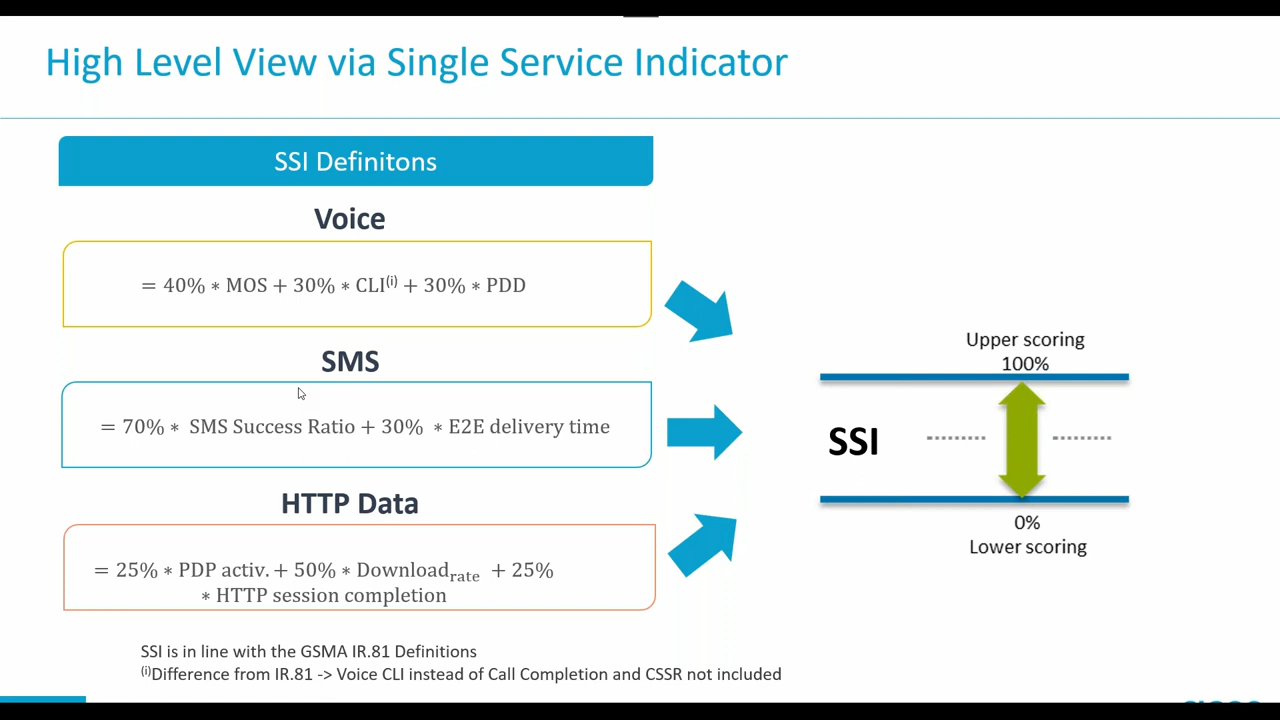 High Level View via Single Service Indicator
SSI Definitons
Voice
= 40% ∗ MOS + 30% ∗ CLI(i) + 30% ∗ PDD
SMS
= 70% ∗ SMS Success Ratio + 30% ∗ E2E delivery time
HTTP Data
= 25% ∗ PDP activ. + 50% ∗ Downloadrate + 25%
∗ HTTP session completion
Upper scoring
100%
SSI
0%
Lower scoring
SSI is in line with the GSMA IR.81 Definitions
(i)Difference from IR.81 -> Voice CLI instead of Call Completion and CSSR not included